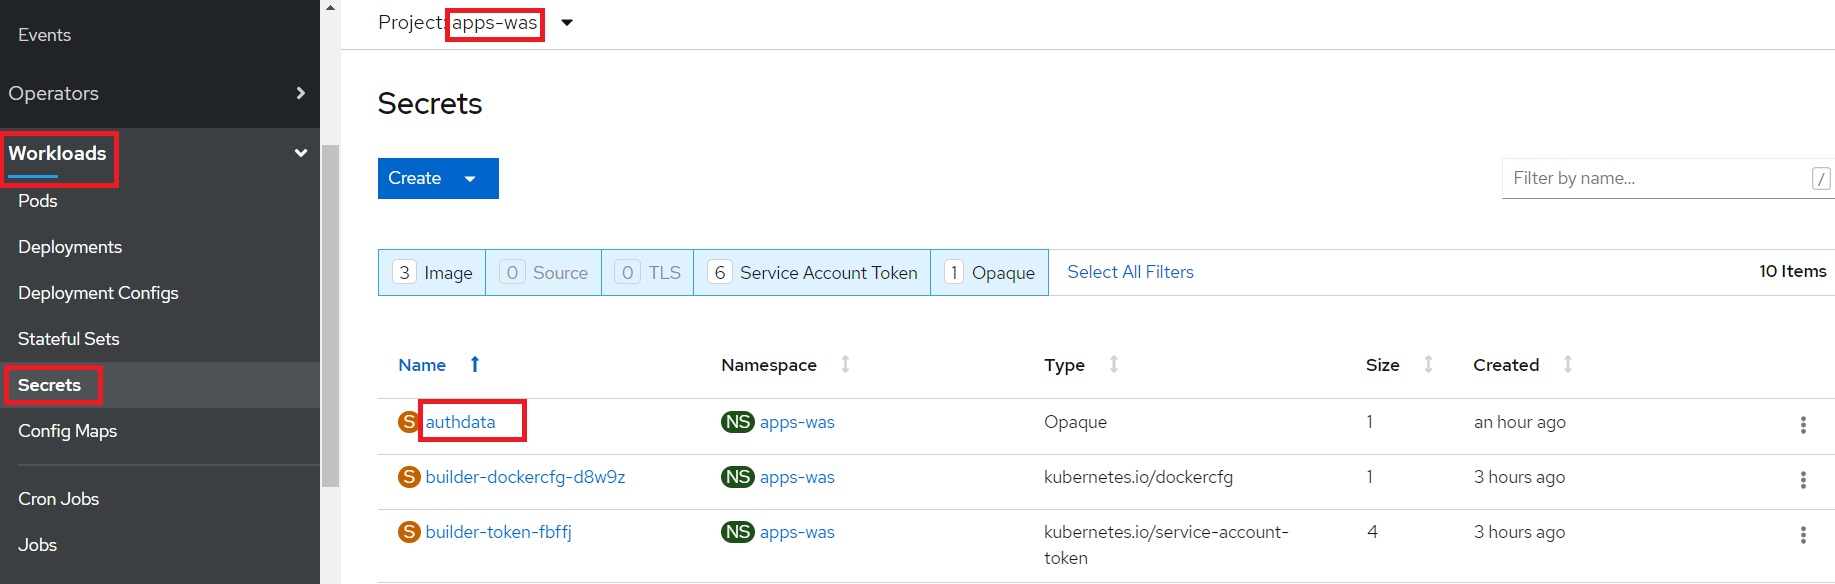 Events
Operators
Workloads
Pods
Deployments
Deployment Configs
Stateful Sets
Secrets
Config Maps
Cron Jobs
Jobs
Project: apps-was
Secrets
Create
Filter by name...
/
3 Image 0 Source 0 TLS 6 Service Account Token 1 Opaque Select All Filters 10 Items
Name Namespace Type Size Created
S authdata NS apps-was Opaque 1 an hour ago
S builder-dockercfg-d8w9z NS apps-was kubernetes.io/dockercfg 1 3 hours ago
S builder-token-fbffj NS apps-was kubernetes.io/service-account- 4 3 hours ago
token